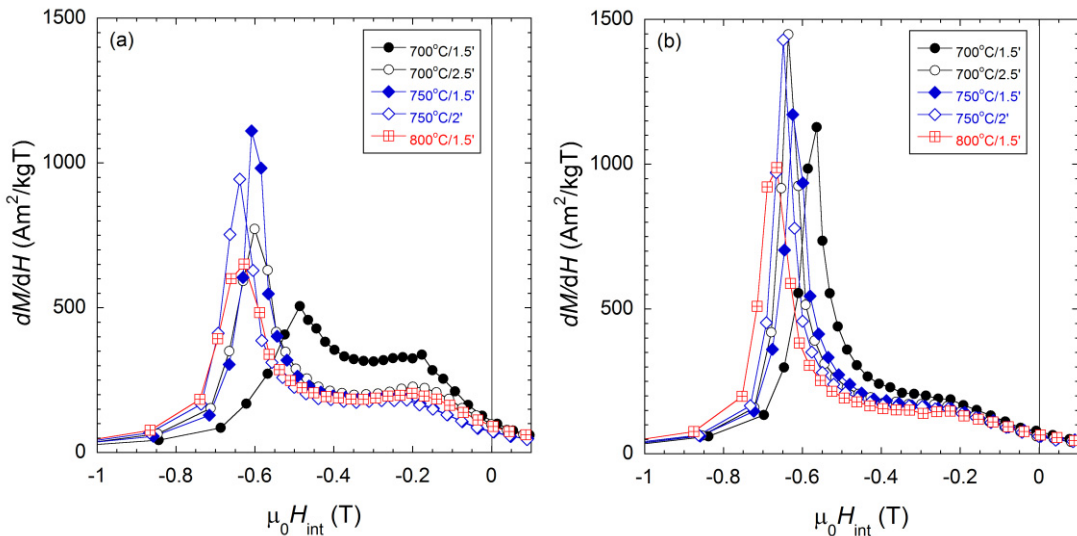 (a)
1500
1000
500
0
dM/dH (Am²/kgT)
700°C/1.5'
700°C/2.5'
750°C/1.5'
750°C/2'
800°C/1.5'
-1 -0.8 -0.6 -0.4 -0.2 0
μ₀H_int (T)
(b)
1500
1000
500
0
dM/dH (Am²/kgT)
700°C/1.5'
700°C/2.5'
750°C/1.5'
750°C/2'
800°C/1.5'
-1 -0.8 -0.6 -0.4 -0.2 0
μ₀H_int (T)